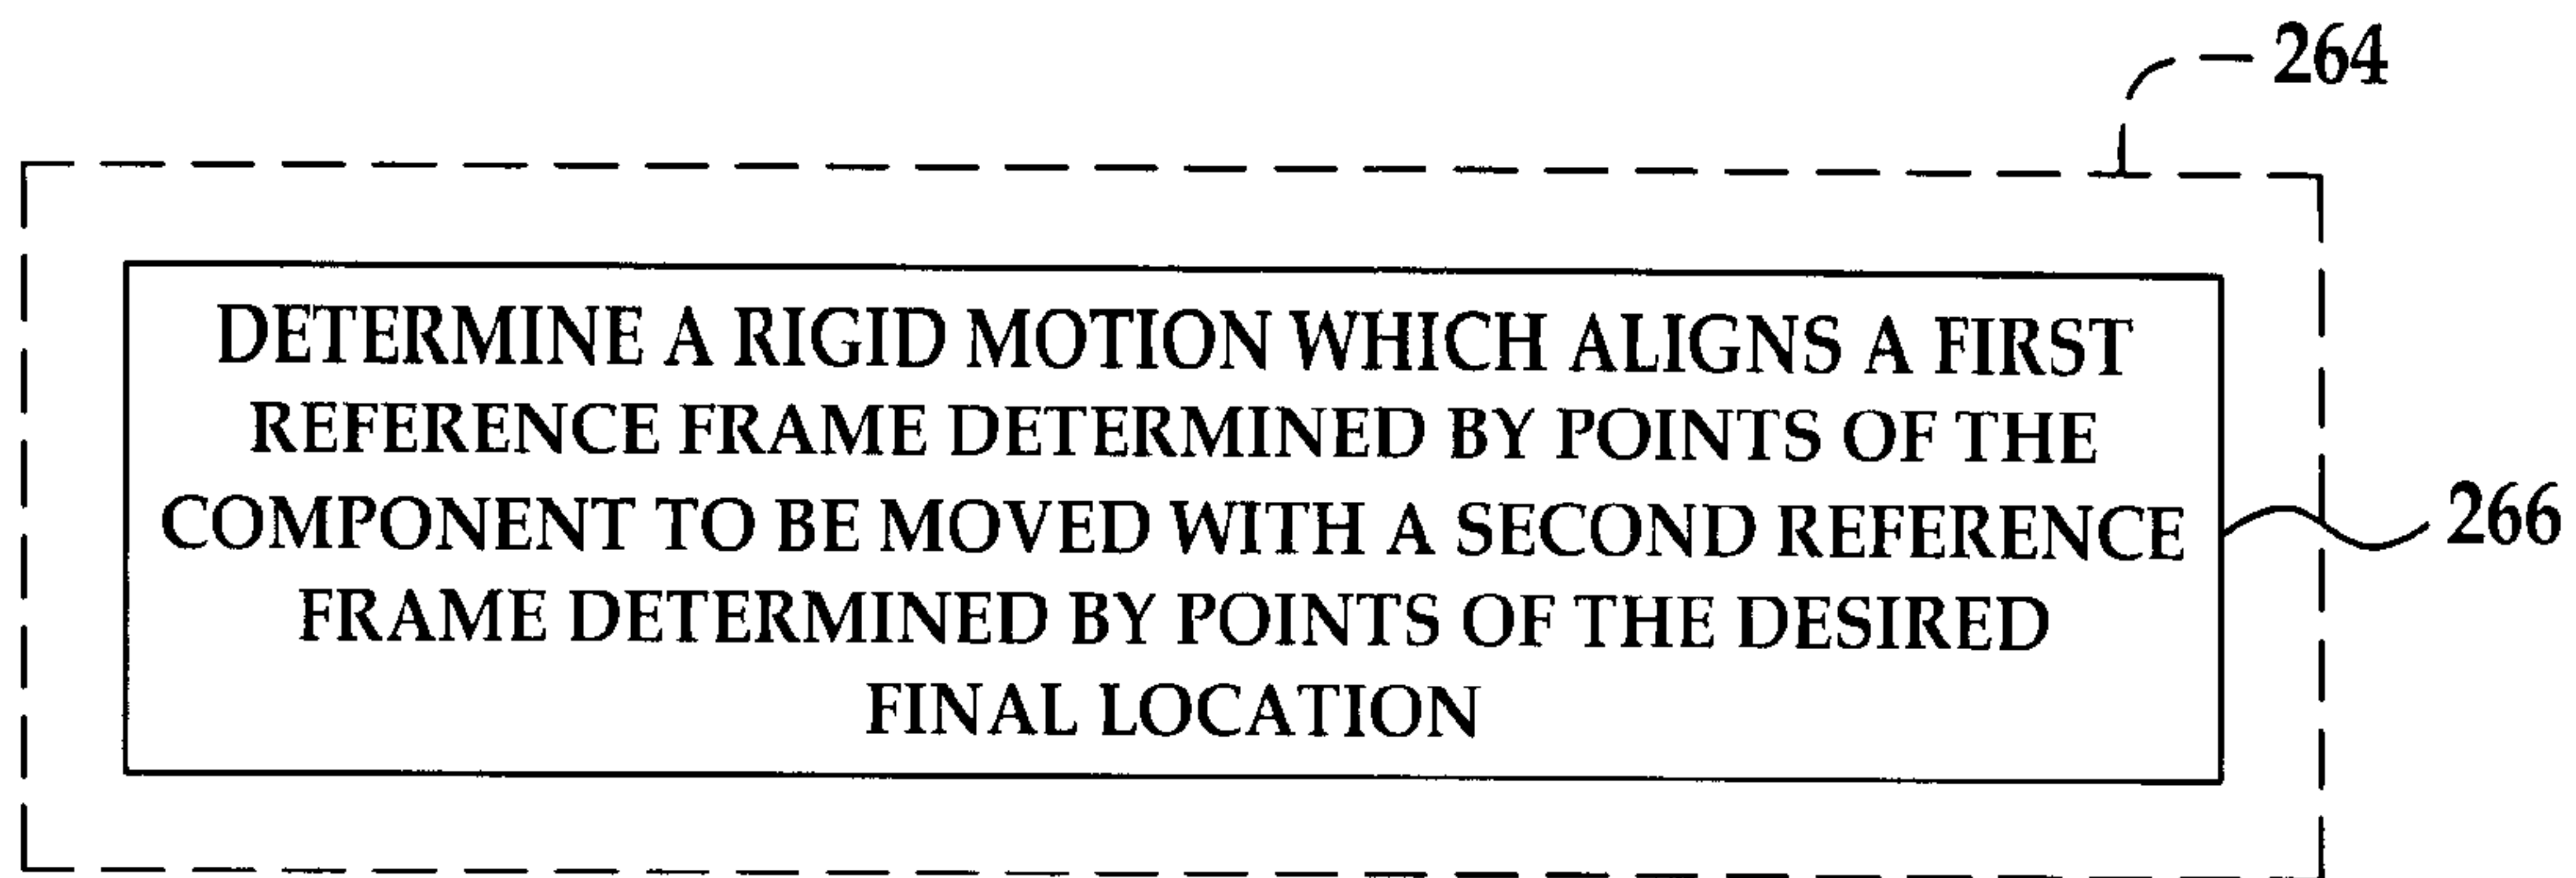 264
DETERMINE A RIGID MOTION WHICH ALIGNS A FIRST
REFERENCE FRAME DETERMINED BY POINTS OF THE
COMPONENT TO BE MOVED WITH A SECOND REFERENCE
266
FRAME DETERMINED BY POINTS OF THE DESIRED
FINAL LOCATION